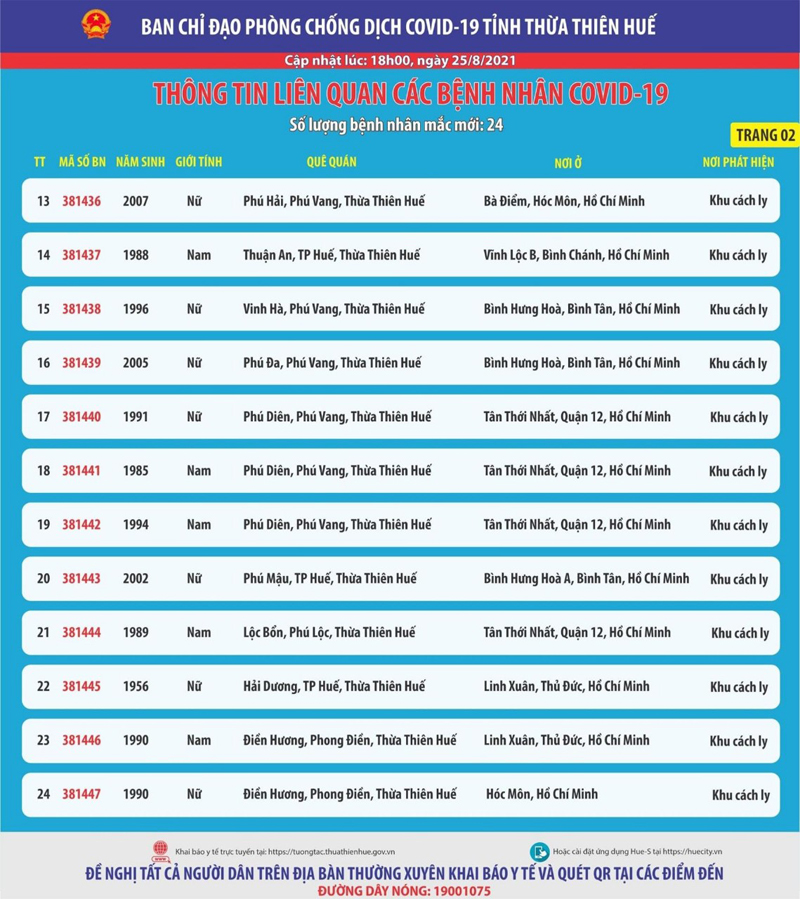 BAN CHỈ ĐẠO PHÒNG CHỐNG DỊCH COVID-19 TỈNH THỪA THIÊN HUẾ
Cập nhật lúc: 18h00, ngày 25/8/2021
THÔNG TIN LIÊN QUAN CÁC BỆNH NHÂN COVID-19
Số lượng bệnh nhân mắc mới: 24
TRANG 02
TT MÃ SỐ BN NĂM SINH GIỚI TÍNH QUÊ QUÁN NƠI Ở NƠI PHÁT HIỆN
13 381436 2007 Nữ Phú Hải, Phú Vang, Thừa Thiên Huế Bà Điểm, Hóc Môn, Hồ Chí Minh Khu cách ly
14 381437 1988 Nam Thuận An, TP Huế, Thừa Thiên Huế Vĩnh Lộc B, Bình Chánh, Hồ Chí Minh Khu cách ly
15 381438 1996 Nữ Vinh Hà, Phú Vang, Thừa Thiên Huế Bình Hưng Hoà, Bình Tân, Hồ Chí Minh Khu cách ly
16 381439 2005 Nữ Phú Đa, Phú Vang, Thừa Thiên Huế Bình Hưng Hoà, Bình Tân, Hồ Chí Minh Khu cách ly
17 381440 1991 Nữ Phú Diên, Phú Vang, Thừa Thiên Huế Tân Thới Nhất, Quận 12, Hồ Chí Minh Khu cách ly
18 381441 1985 Nam Phú Diên, Phú Vang, Thừa Thiên Huế Tân Thới Nhất, Quận 12, Hồ Chí Minh Khu cách ly
19 381442 1994 Nam Phú Diên, Phú Vang, Thừa Thiên Huế Tân Thới Nhất, Quận 12, Hồ Chí Minh Khu cách ly
20 381443 2002 Nữ Phú Mậu, TP Huế, Thừa Thiên Huế Bình Hưng Hoà A, Bình Tân, Hồ Chí Minh Khu cách ly
21 381444 1989 Nam Lộc Bổn, Phú Lộc, Thừa Thiên Huế Tân Thới Nhất, Quận 12, Hồ Chí Minh Khu cách ly
22 381445 1956 Nữ Hải Dương, TP Huế, Thừa Thiên Huế Linh Xuân, Thủ Đức, Hồ Chí Minh Khu cách ly
23 381446 1990 Nam Điền Hương, Phong Điền, Thừa Thiên Huế Linh Xuân, Thủ Đức, Hồ Chí Minh Khu cách ly
24 381447 1990 Nữ Điền Hương, Phong Điền, Thừa Thiên Huế Hóc Môn, Hồ Chí Minh Khu cách ly
Khai báo y tế trực tuyến tại: https://tuongtac.thuathienhue.gov.vn Hoặc cài đặt ứng dụng Hue-S tại https://huecity.vn
ĐỀ NGHỊ TẤT CẢ NGƯỜI DÂN TRÊN ĐỊA BÀN THƯỜNG XUYÊN KHAI BÁO Y TẾ VÀ QUÉT QR TẠI CÁC ĐIỂM ĐẾN
ĐƯỜNG DÂY NÓNG: 19001075